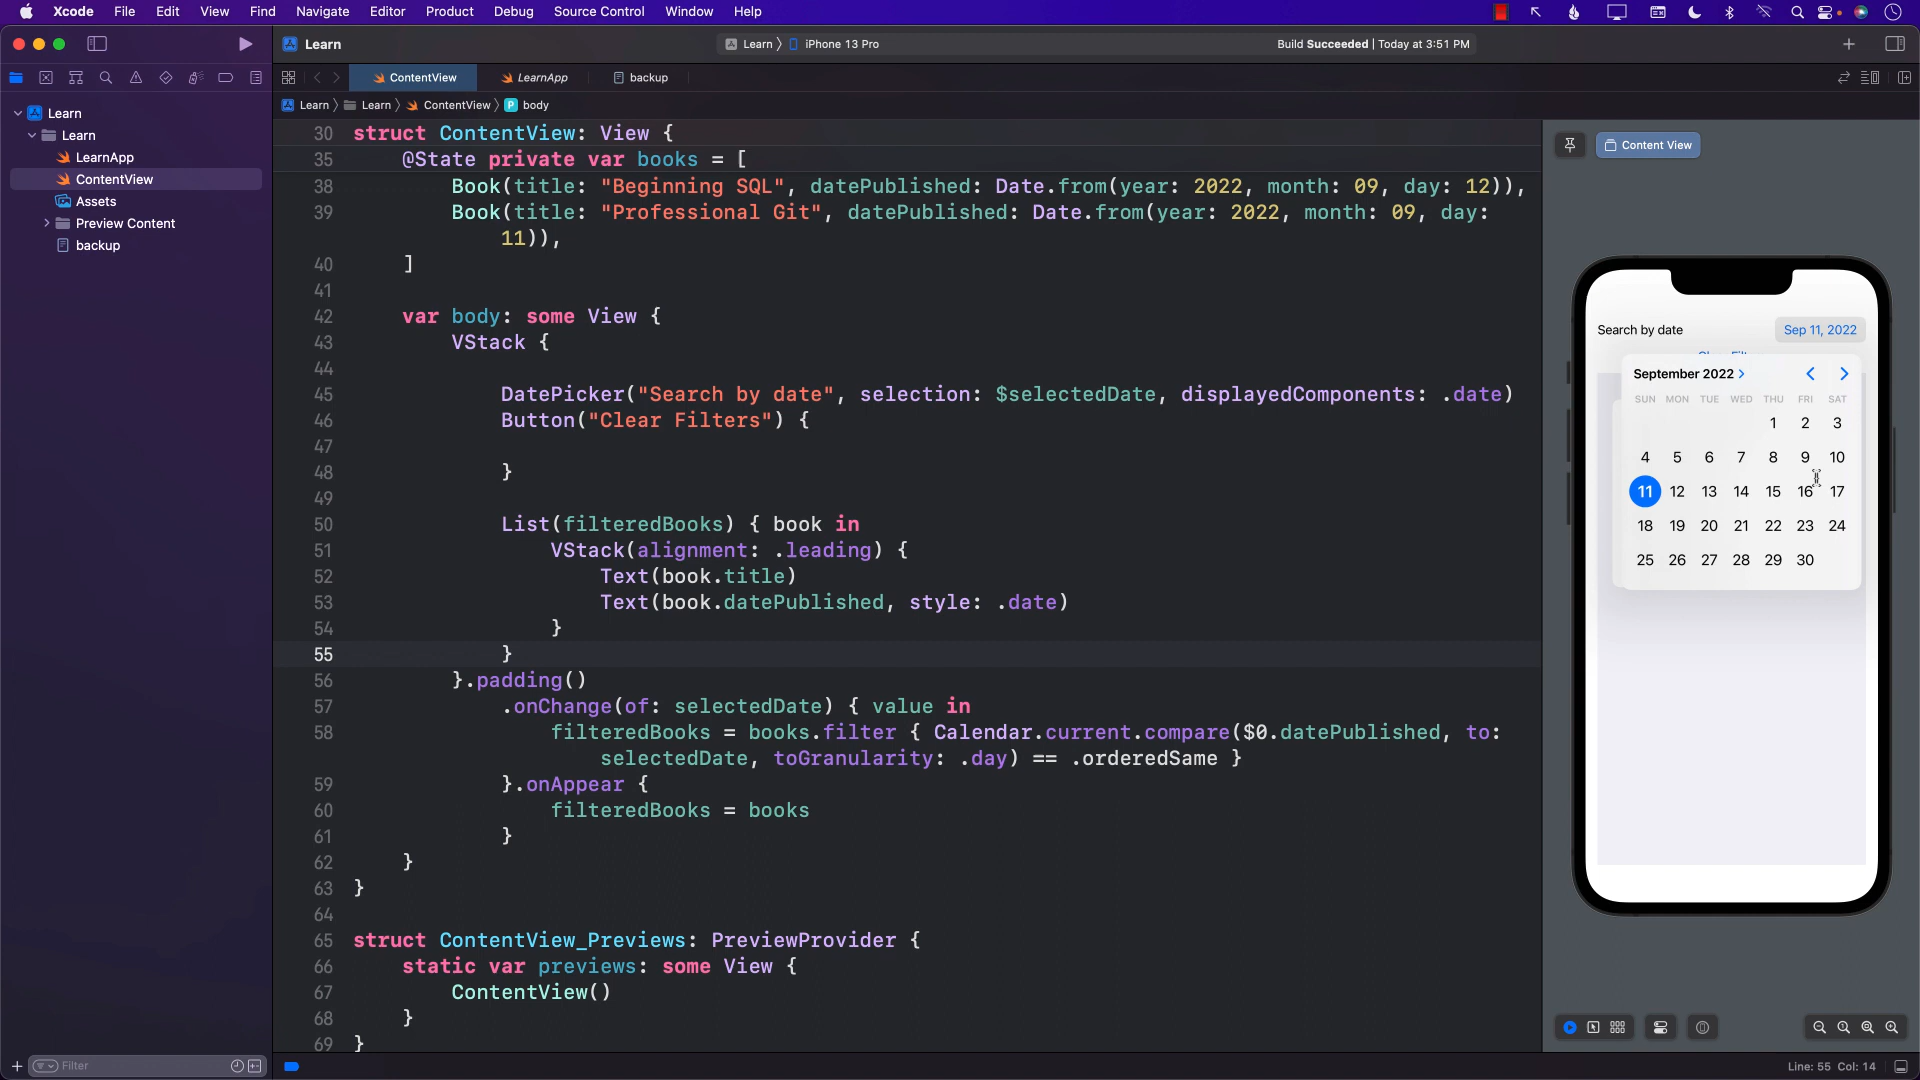 Xcode File Edit View Find Navigate Editor Product Debug Source Control Window Help
Learn
Learn iPhone 13 Pro
Build Succeeded | Today at 3:51 PM
ContentView
LearnApp
backup
Learn
Learn
ContentView
body
Learn
Learn
LearnApp
ContentView
Assets
Preview Content
backup
Filter
30 struct ContentView: View {
35 @State private var books = [
38 Book(title: "Beginning SQL", datePublished: Date.from(year: 2022, month: 09, day: 12)),
39 Book(title: "Professional Git", datePublished: Date.from(year: 2022, month: 09, day:
11)),
40 ]
41
42 var body: some View {
43 VStack {
44
45 DatePicker("Search by date", selection: $selectedDate, displayedComponents: .date)
46 Button("Clear Filters") {
47
48 }
49
50 List(filteredBooks) { book in
51 VStack(alignment: .leading) {
52 Text(book.title)
53 Text(book.datePublished, style: .date)
54 }
55 }
56 }.padding()
57 .onChange(of: selectedDate) { value in
58 filteredBooks = books.filter { Calendar.current.compare($0.datePublished, to:
selectedDate, toGranularity: .day) == .orderedSame }
59 }.onAppear {
60 filteredBooks = books
61 }
62 }
63 }
64
65 struct ContentView_Previews: PreviewProvider {
66 static var previews: some View {
67 ContentView()
68 }
69 }
Content View
Search by date
Sep 11, 2022
September 2022
SUN MON TUE WED THU FRI SAT
1 2 3
4 5 6 7 8 9 10
11 12 13 14 15 16 17
18 19 20 21 22 23 24
25 26 27 28 29 30
Line: 55 Col: 14